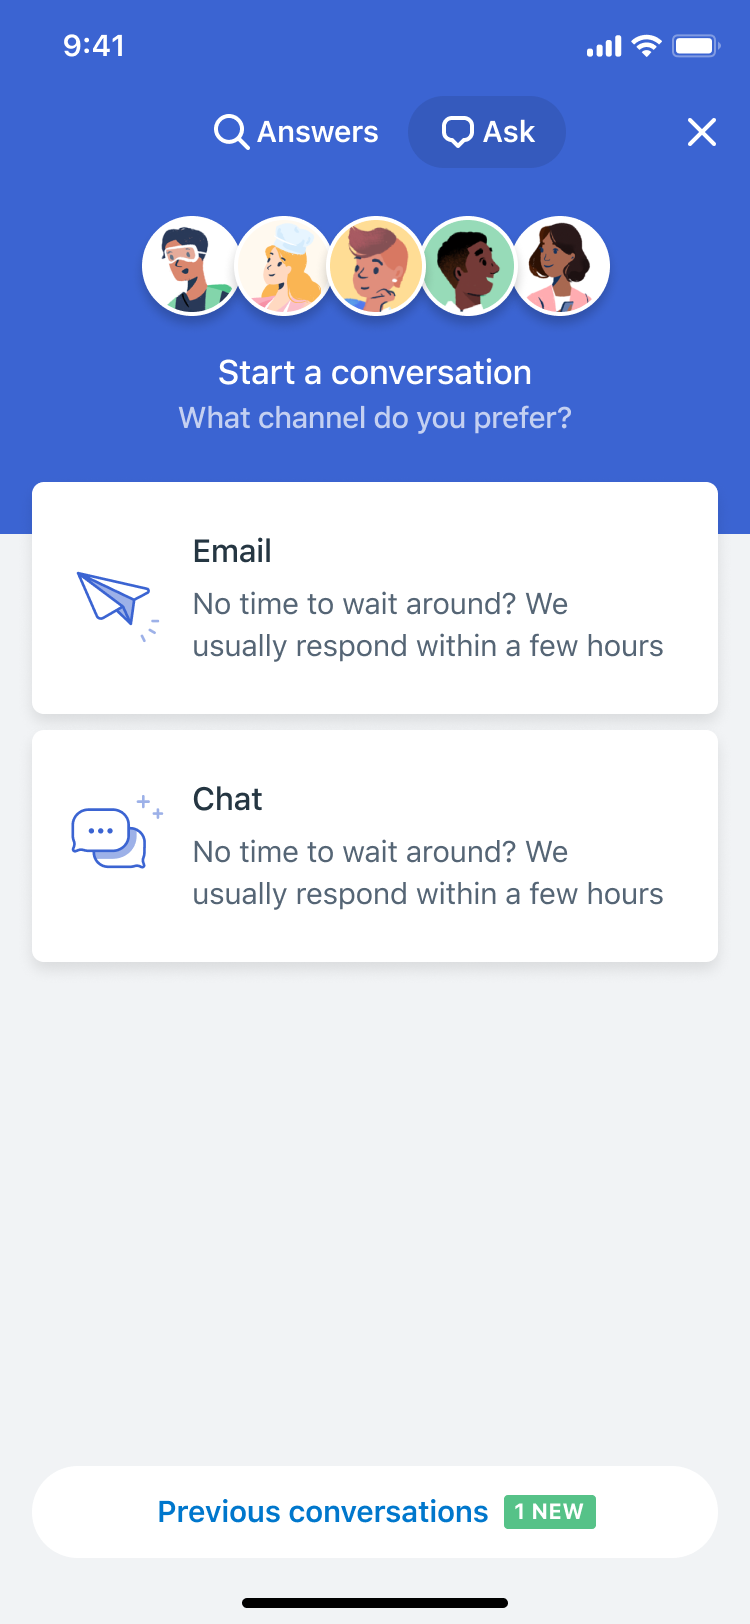 9:41
Answers
Ask
Start a conversation
What channel do you prefer?
Email
No time to wait around? We
usually respond within a few hours
Chat
No time to wait around? We
usually respond within a few hours
Previous conversations 1 NEW